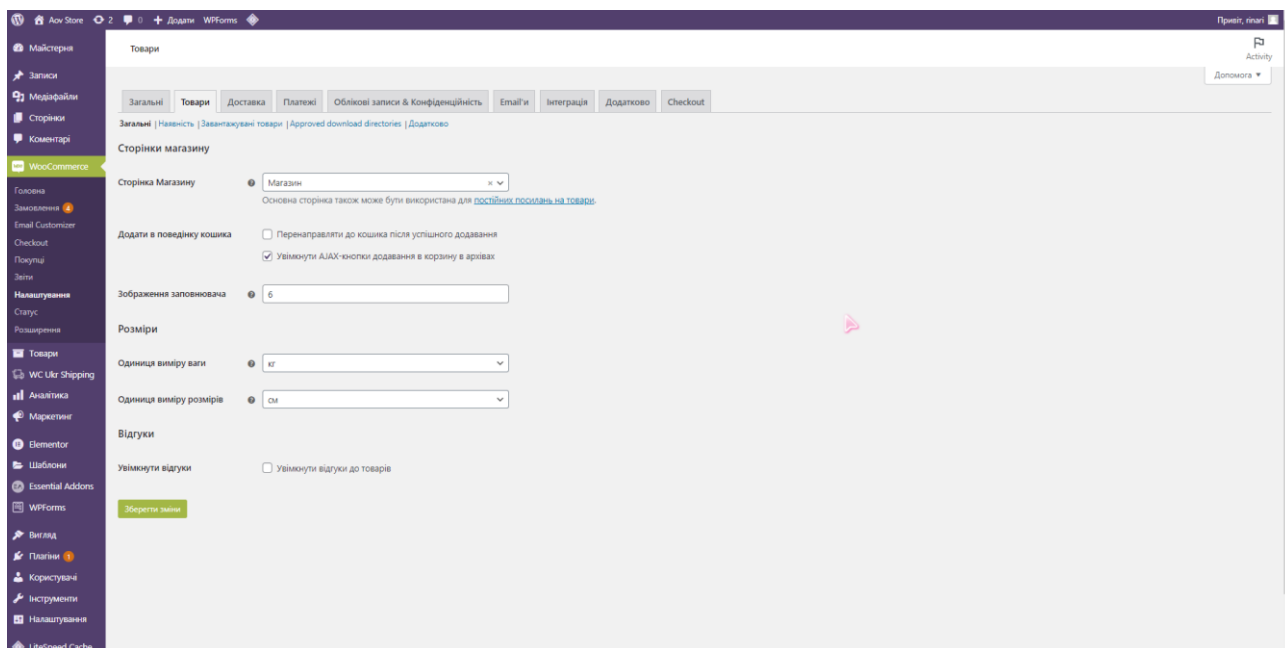 Aov Store 2 0 + Додати WPForms Привіт, rinari
Майстерня
Записи
Медіафайли
Сторінки
Коментарі
WooCommerce
Головна
Замовлення 4
Email Customizer
Checkout
Покупці
Звіти
Налаштування
Статус
Розширення
Товари
WC Ukr Shipping
Аналітика
Маркетинг
Elementor
Шаблони
Essential Addons
WPForms
Вигляд
Плагіни 1
Користувачі
Інструменти
Налаштування
LiteSpeed Cache
Товари
Activity
Допомога
Загальні Товари Доставка Платежі Облікові записи & Конфіденційність Email'и Інтеграція Додатково Checkout
Загальні | Наявність | Завантажувані товари | Approved download directories | Додатково
Сторінки магазину
Сторінка Магазину Магазин ×
Основна сторінка також може бути використана для постійних посилань на товари.
Додати в поведінку кошика Перенаправляти до кошика після успішного додавання
Увімкнути AJAX-кнопки додавання в корзину в архівах
Зображення заповнювача 6
Розміри
Одиниця виміру ваги кг
Одиниця виміру розмірів см
Відгуки
Увімкнути відгуки Увімкнути відгуки до товарів
Зберегти зміни